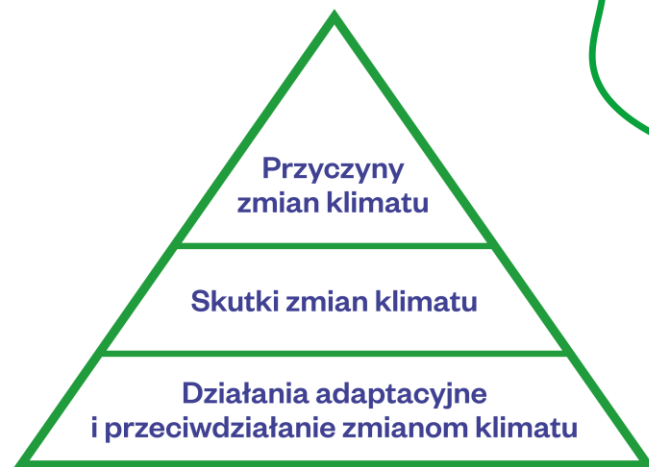 Przyczyny
zmian klimatu
Skutki zmian klimatu
Działania adaptacyjne
i przeciwdziałanie zmianom klimatu